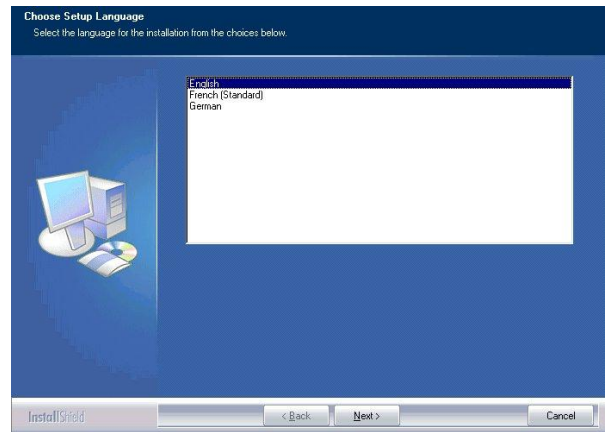 Choose Setup Language
Select the language for the installation from the choices below.
English
French (Standard)
German
InstallShield
< Back
Next >
Cancel